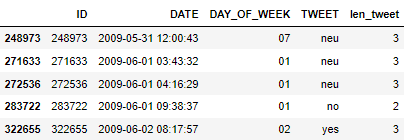 ID DATE DAY_OF_WEEK TWEET len_tweet
248973 248973 2009-05-31 12:00:43 07 neu 3
271633 271633 2009-06-01 03:43:32 01 neu 3
272536 272536 2009-06-01 04:16:29 01 neu 3
283722 283722 2009-06-01 09:38:37 01 no 2
322655 322655 2009-06-02 08:17:57 02 yes 3